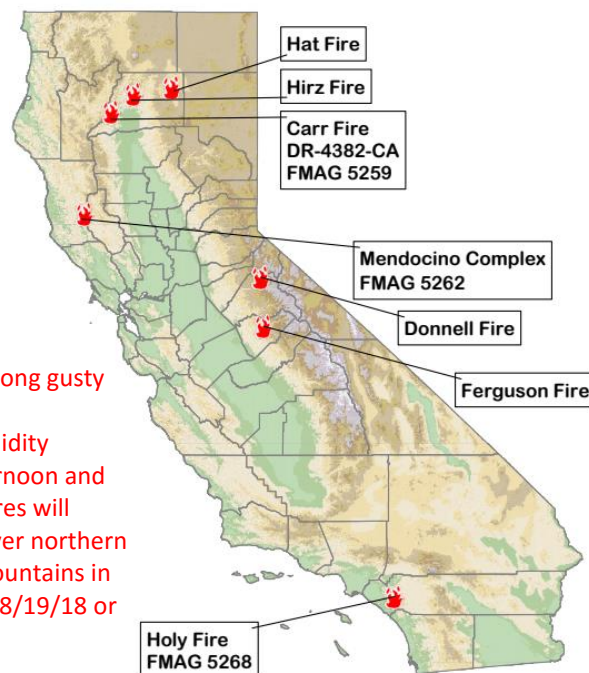 Hat Fire
Hirz Fire
Carr Fire
DR-4382-CA
FMAG 5259
Mendocino Complex
FMAG 5262
Donnell Fire
Ferguson Fire
ong gusty
idity
rnoon and
res will
ver northern
ountains in
8/19/18 or
Holy Fire
FMAG 5268